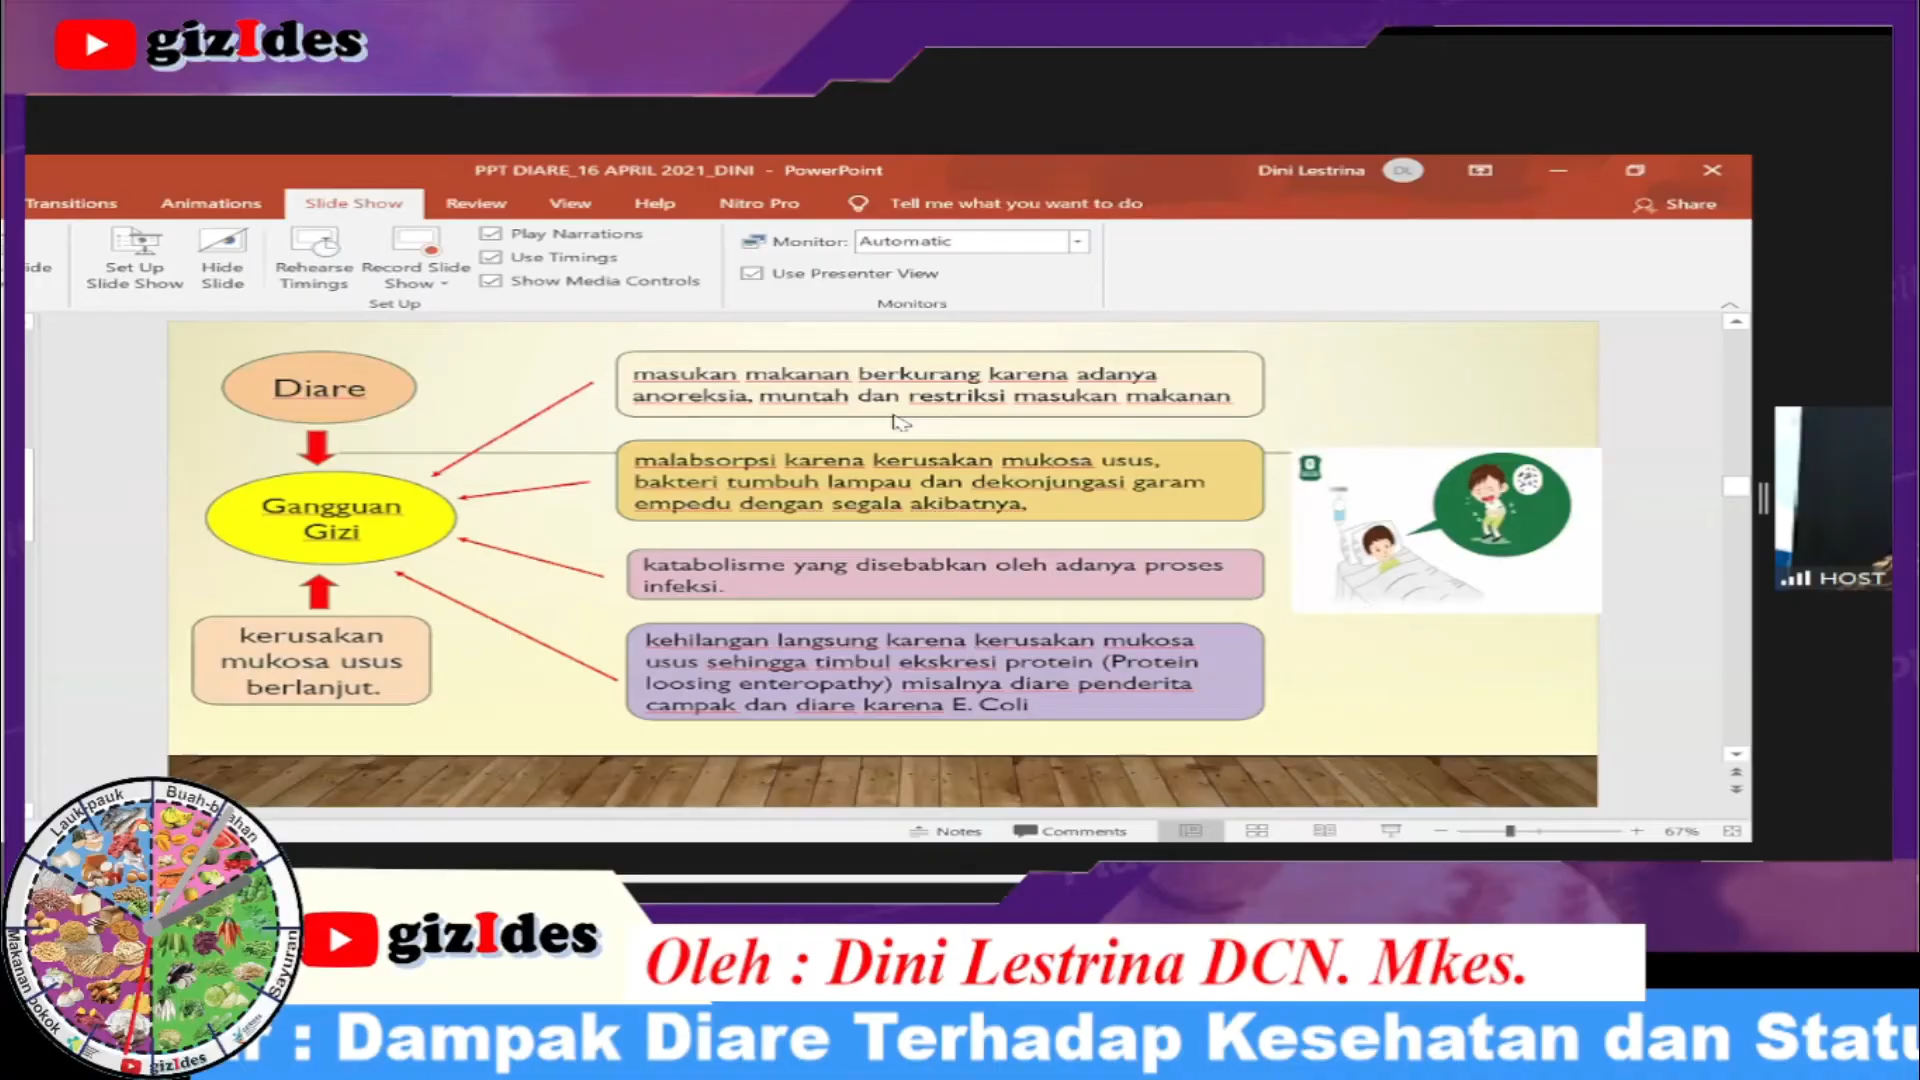 gizIdes
PPT DIARE_16 APRIL 2021_DINI - PowerPoint
Dini Lestrina
DL
Transitions
Animations
Slide Show
Review
View
Help
Nitro Pro
Tell me what you want to do
Share
ide
Set Up
Slide Show
Hide
Slide
Rehearse
Timings
Record Slide
Show
Play Narrations
Use Timings
Show Media Controls
Set Up
Monitor:
Automatic
Use Presenter View
Monitors
Diare
Gangguan
Gizi
kerusakan
mukosa usus
berlanjut.
masukan makanan berkurang karena adanya
anoreksia, muntah dan restriksi masukan makanan
malabsorpsi karena kerusakan mukosa usus,
bakteri tumbuh lampau dan dekonjungasi garam
empedu dengan segala akibatnya,
katabolisme yang disebabkan oleh adanya proses
infeksi.
kehilangan langsung karena kerusakan mukosa
usus sehingga timbul ekskresi protein (Protein
loosing enteropathy) misalnya diare penderita
campak dan diare karena E. Coli
HOST
Notes
Comments
67%
Lauk-pauk
Buah-buahan
Sayuran
Makanan pokok
gizIdes
gizIdes
Oleh : Dini Lestrina DCN. Mkes.
r : Dampak Diare Terhadap Kesehatan dan Statu